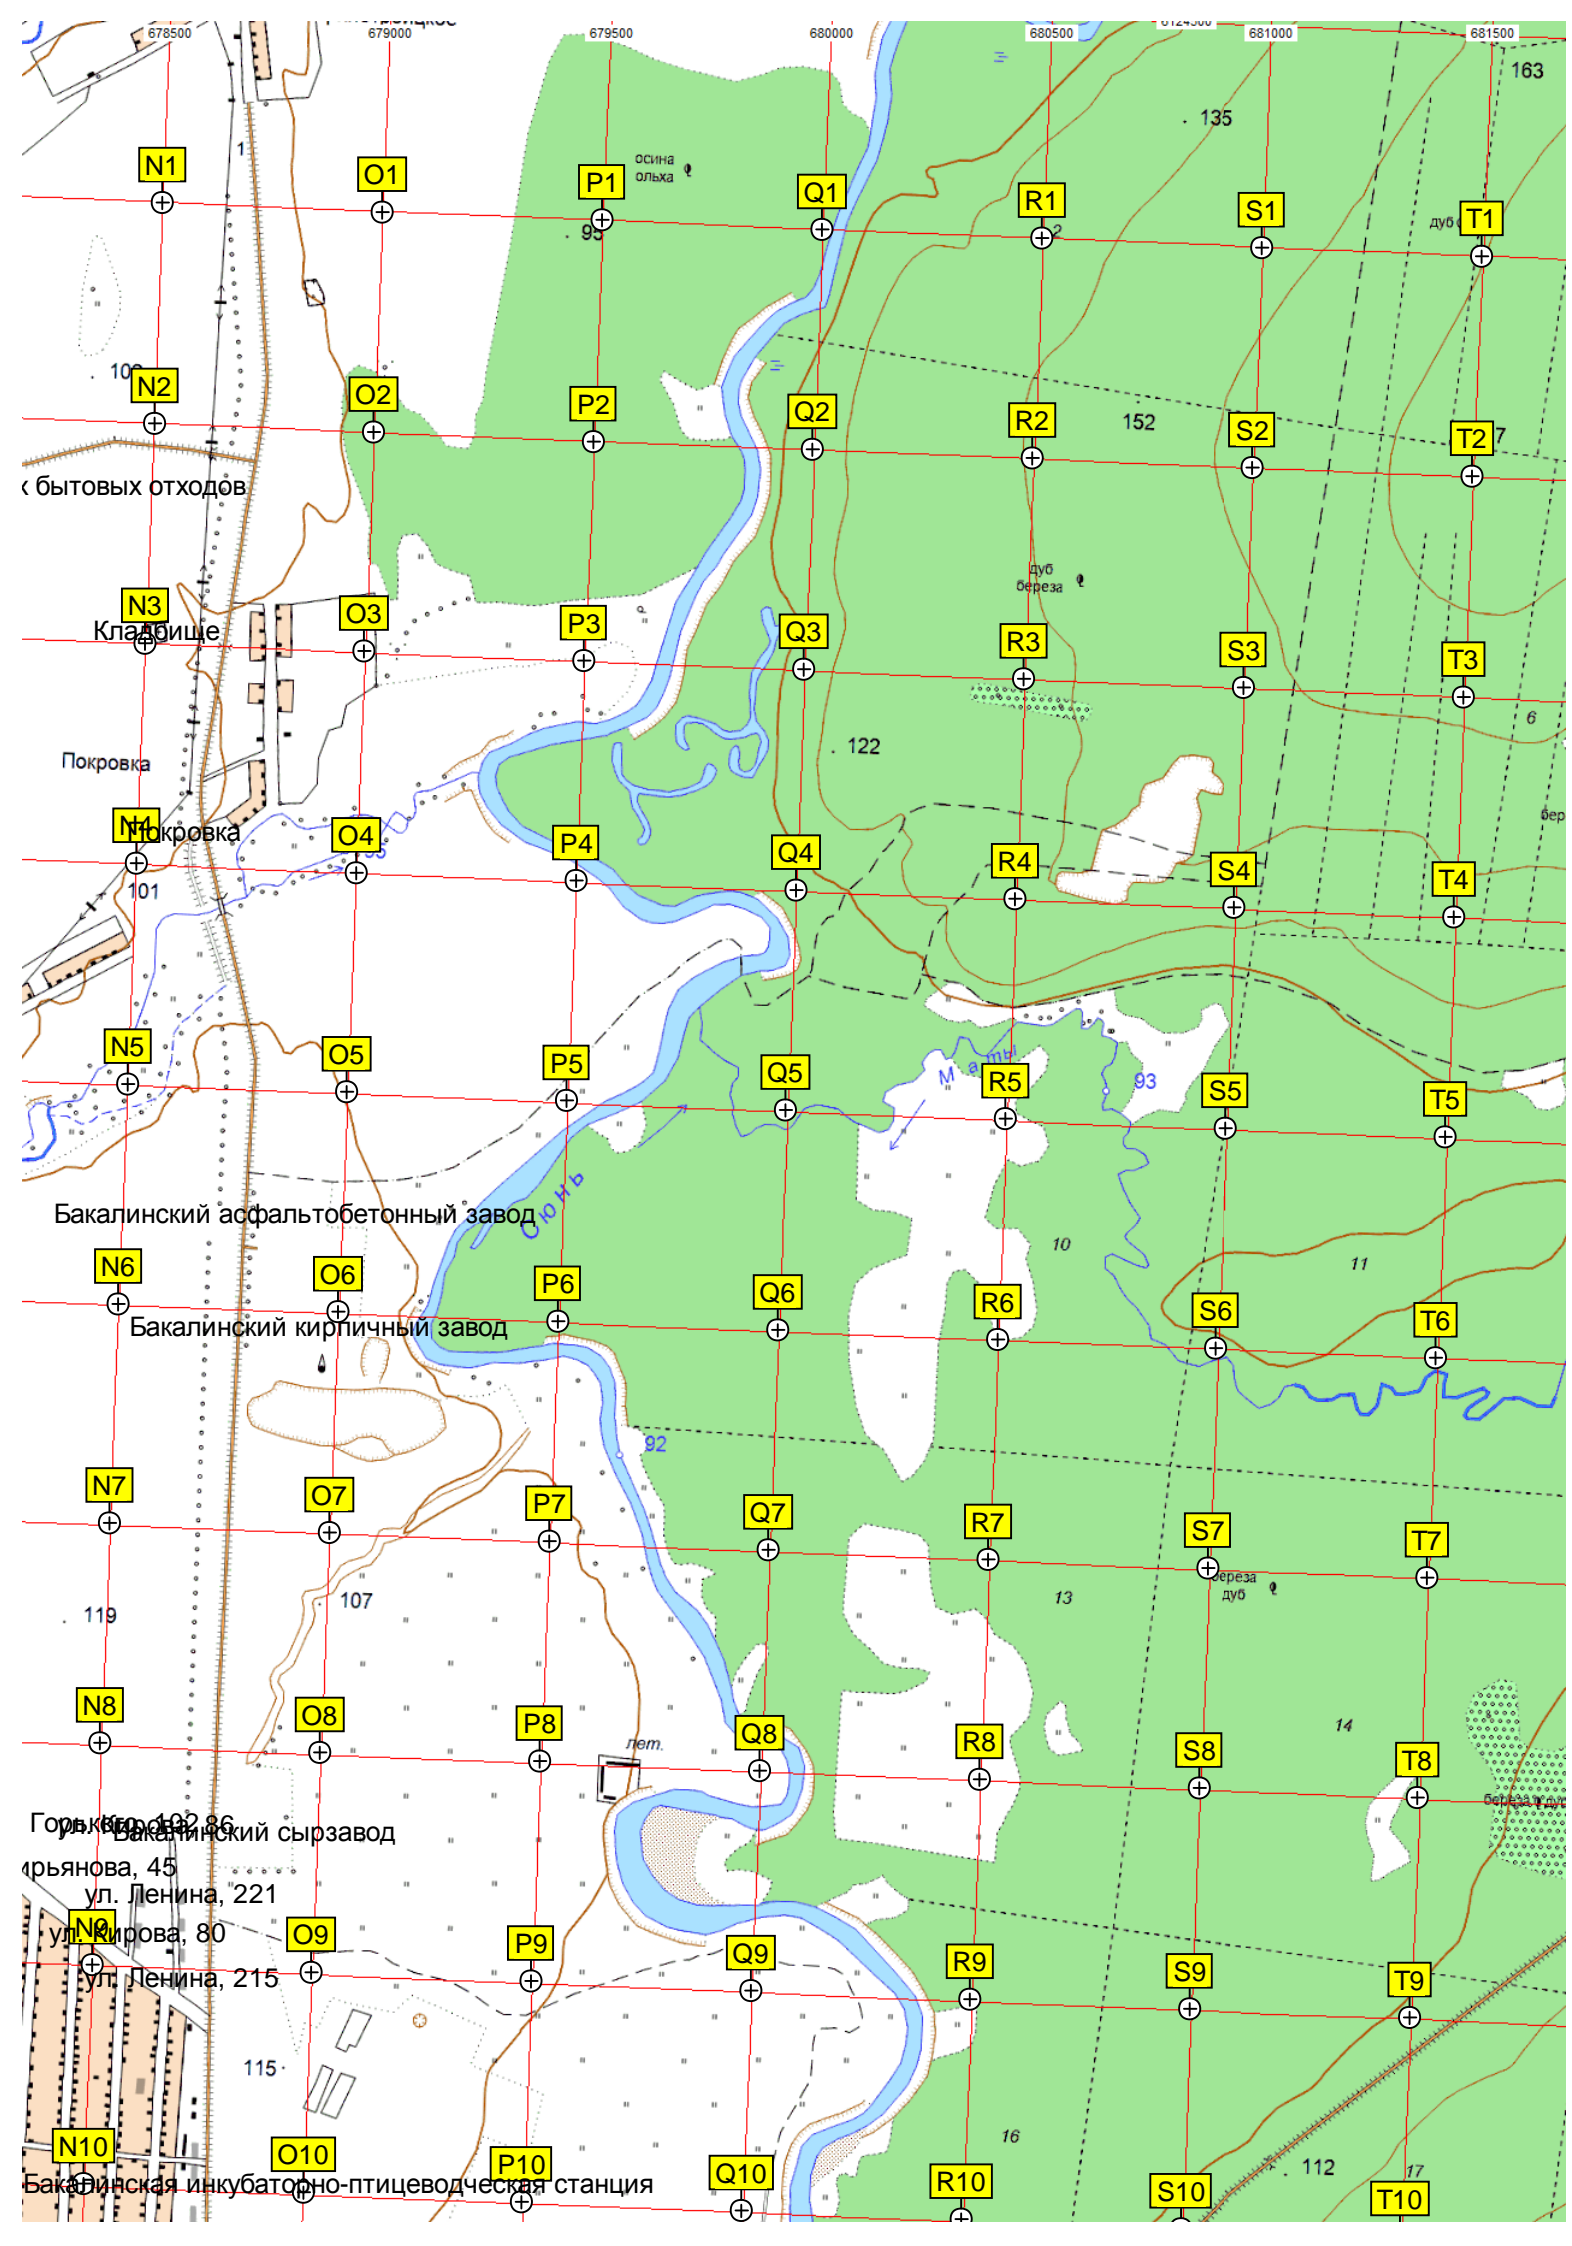 678500
679000
679500
680000
680500
681000
681500
163
135
осина
ольха
N1
O1
P1
Q1
R1
S1
T1
дуб
95
2
N2
O2
P2
Q2
R2
S2
T2
152
7
х бытовых отходов
дуб
береза
N3
O3
P3
Q3
R3
S3
T3
Кладбище
6
122
Покровка
бер
N4
O4
P4
Q4
R4
S4
T4
Покровка
101
N5
O5
P5
Q5
R5
S5
T5
Маты
93
Сюнь
Бакалинский асфальтобетонный завод
10
11
N6
O6
P6
Q6
R6
S6
T6
Бакалинский кирпичный завод
92
N7
O7
P7
Q7
R7
S7
T7
береза
дуб
13
107
119
N8
O8
P8
Q8
R8
S8
T8
14
лет.
Бакалинский сырзавод
ирьянова, 45
ул. Ленина, 221
ул. Кирова, 80
ул. Ленина, 215
N9
O9
P9
Q9
R9
S9
T9
115
16
112
17
N10
O10
P10
Q10
R10
S10
T10
Бакалинская инкубаторно-птицеводческая станция